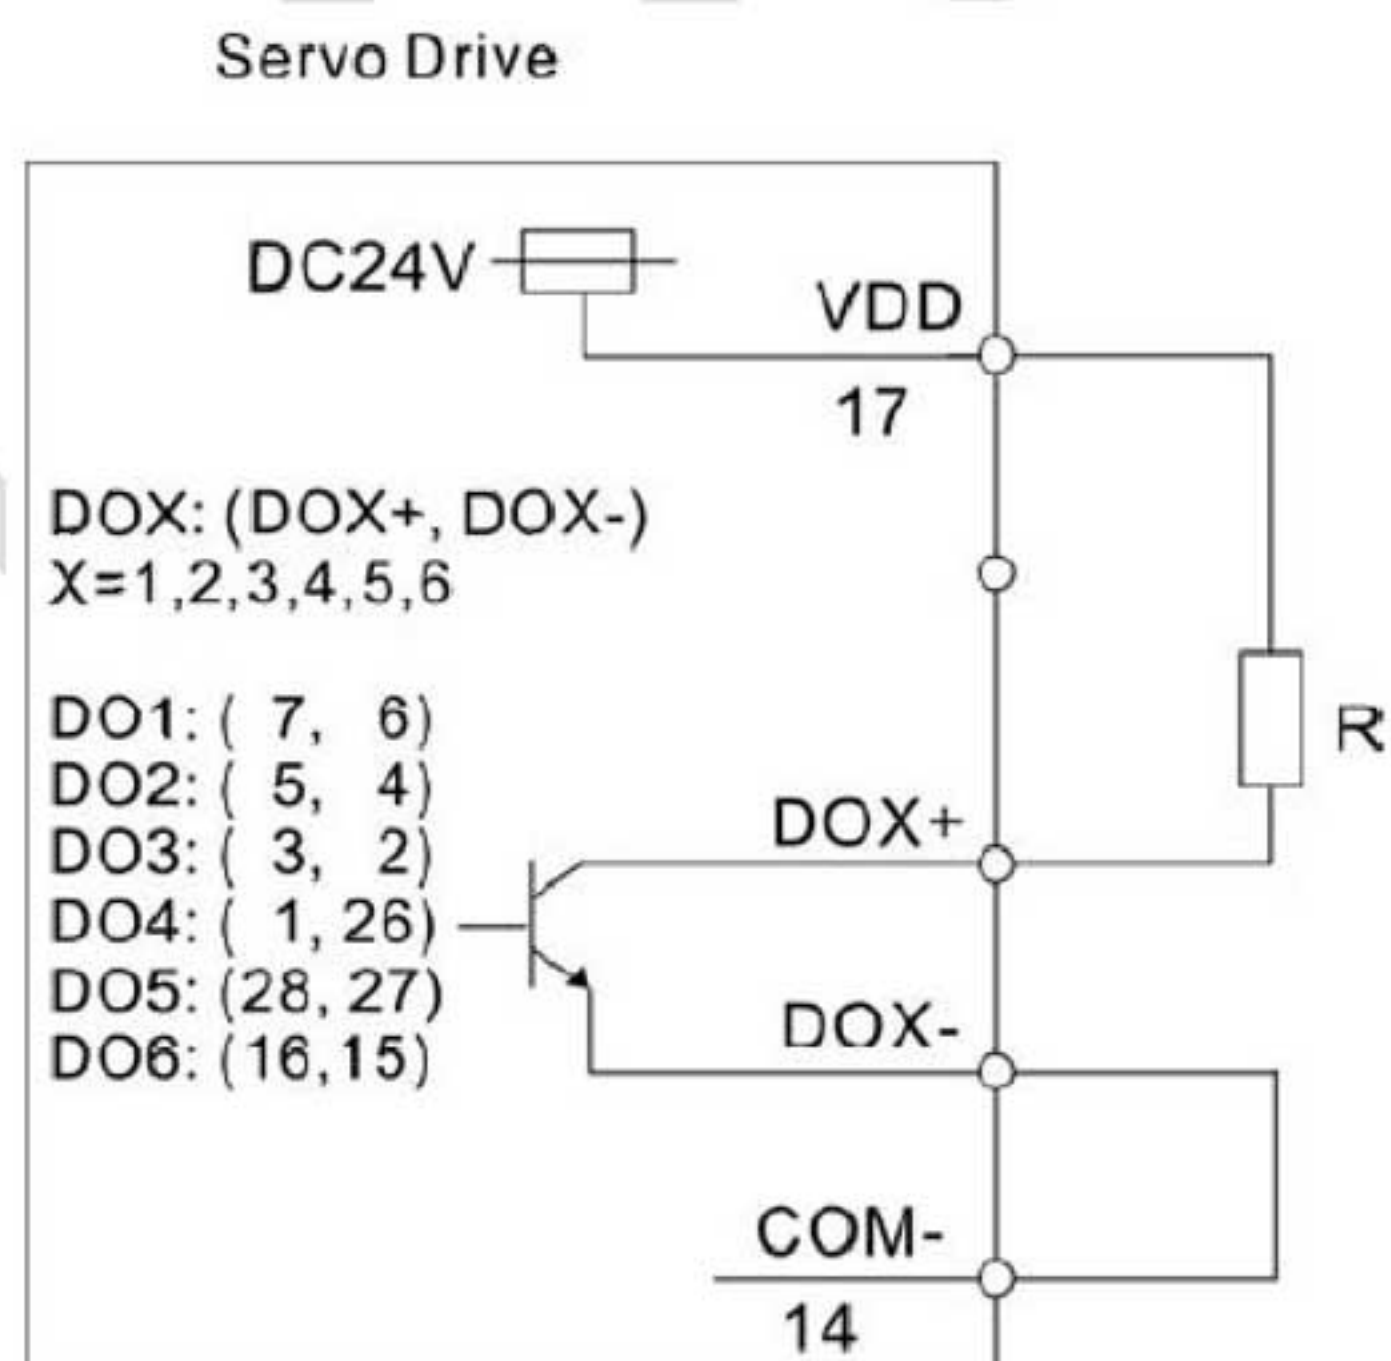 Servo Drive
DC24V
VDD
17
DOX: (DOX+, DOX-)
X=1,2,3,4,5,6
DO1: ( 7, 6)
DO2: ( 5, 4)
DO3: ( 3, 2)
DO4: ( 1, 26)
DO5: (28, 27)
DO6: (16,15)
R
DOX+
DOX-
COM-
14